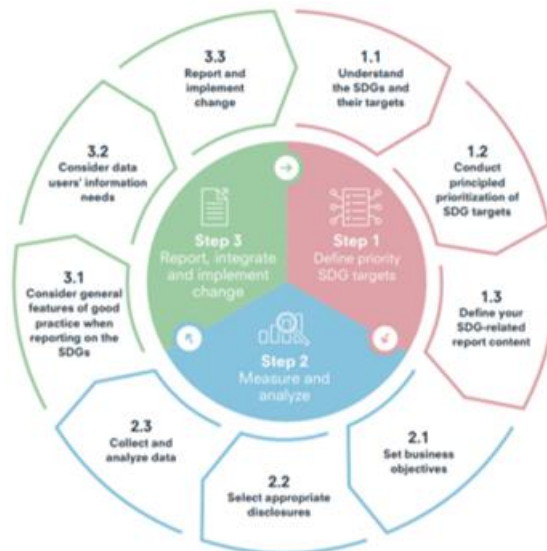 1.1
Understand
the SDGs and
their targets
1.2
Conduct
principled
prioritization of
SDG targets
1.3
Define your
SDG-related
report content
2.1
Set business
objectives
2.2
Select appropriate
disclosures
2.3
Collect and
analyze data
3.1
Consider general
features of good
practice when
reporting on the
SDGs
3.2
Consider data
users' information
needs
3.3
Report and
implement
change
Step 1
Define priority
SDG targets
Step 2
Measure and
analyze
Step 3
Report, integrate
and implement
change